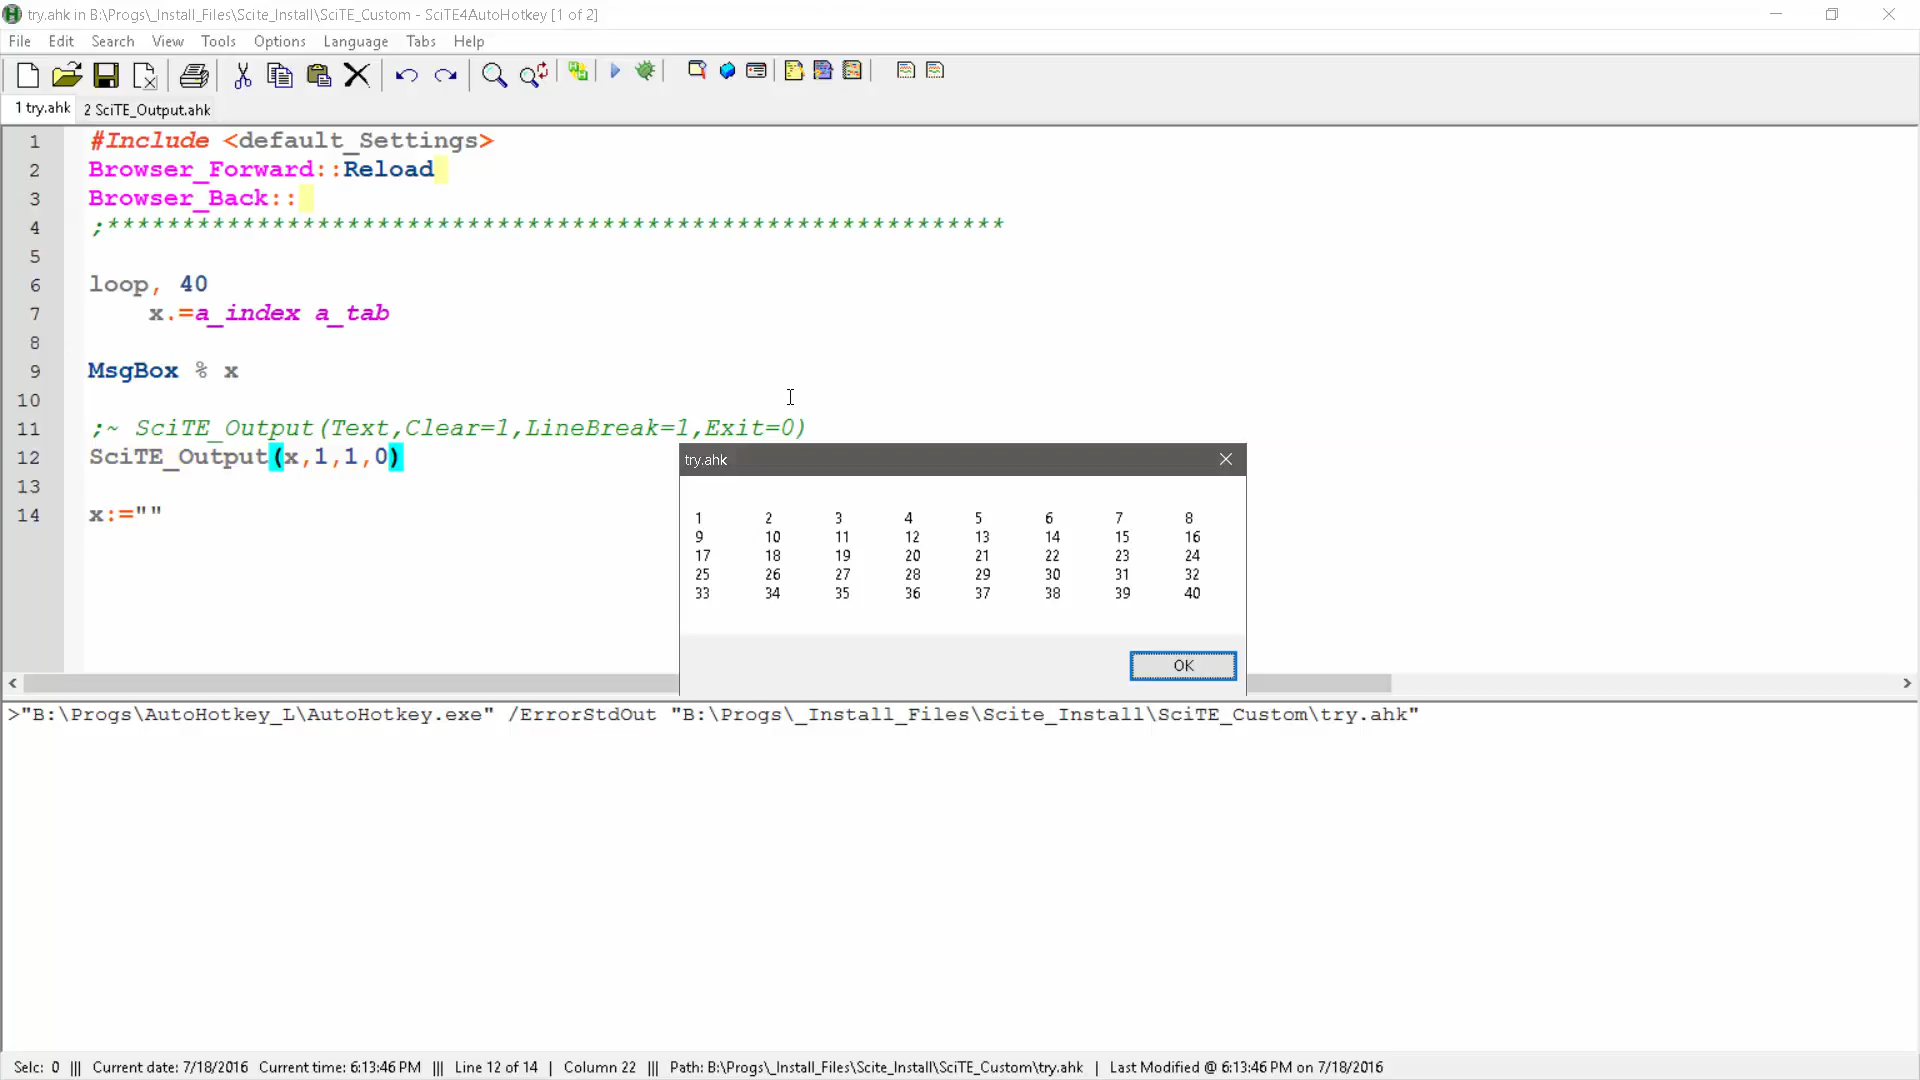 try.ahk in B:\Progs\_Install_Files\Scite_Install\SciTE_Custom - SciTE4AutoHotkey [1 of 2]
File Edit Search View Tools Options Language Tabs Help
1 try.ahk 2 SciTE_Output.ahk
1 #Include <default_Settings>
2 Browser_Forward::Reload
3 Browser_Back::
4 ;************************************************************
5
6 loop, 40
7 x.=a_index a_tab
8
9 MsgBox % x
10
11 ;~ SciTE_Output(Text,Clear=1,LineBreak=1,Exit=0)
12 SciTE_Output(x,1,1,0)
13
14 x:=""
try.ahk
1 2 3 4 5 6 7 8
9 10 11 12 13 14 15 16
17 18 19 20 21 22 23 24
25 26 27 28 29 30 31 32
33 34 35 36 37 38 39 40
OK
>"B:\Progs\AutoHotkey_L\AutoHotkey.exe" /ErrorStdOut "B:\Progs\_Install_Files\Scite_Install\SciTE_Custom\try.ahk"
Selc: 0 ||| Current date: 7/18/2016 Current time: 6:13:46 PM ||| Line 12 of 14 | Column 22 ||| Path: B:\Progs\_Install_Files\Scite_Install\SciTE_Custom\try.ahk | Last Modified @ 6:13:46 PM on 7/18/2016